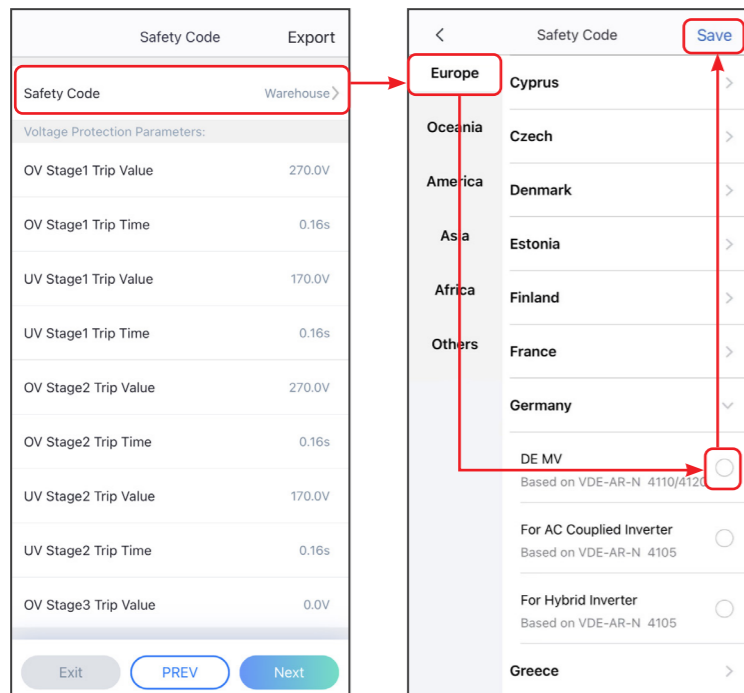 Safety Code Export
Safety Code Warehouse
Voltage Protection Parameters:
OV Stage1 Trip Value 270.0V
OV Stage1 Trip Time 0.16s
UV Stage1 Trip Value 170.0V
UV Stage1 Trip Time 0.16s
OV Stage2 Trip Value 270.0V
OV Stage2 Trip Time 0.16s
UV Stage2 Trip Value 170.0V
UV Stage2 Trip Time 0.16s
OV Stage3 Trip Value 0.0V
Exit PREV Next
Safety Code Save
Europe
Oceania
America
Asia
Africa
Others
Cyprus
Czech
Denmark
Estonia
Finland
France
Germany
DE MV
Based on VDE-AR-N 4110/4120
For AC Couplied Inverter
Based on VDE-AR-N 4105
For Hybrid Inverter
Based on VDE-AR-N 4105
Greece